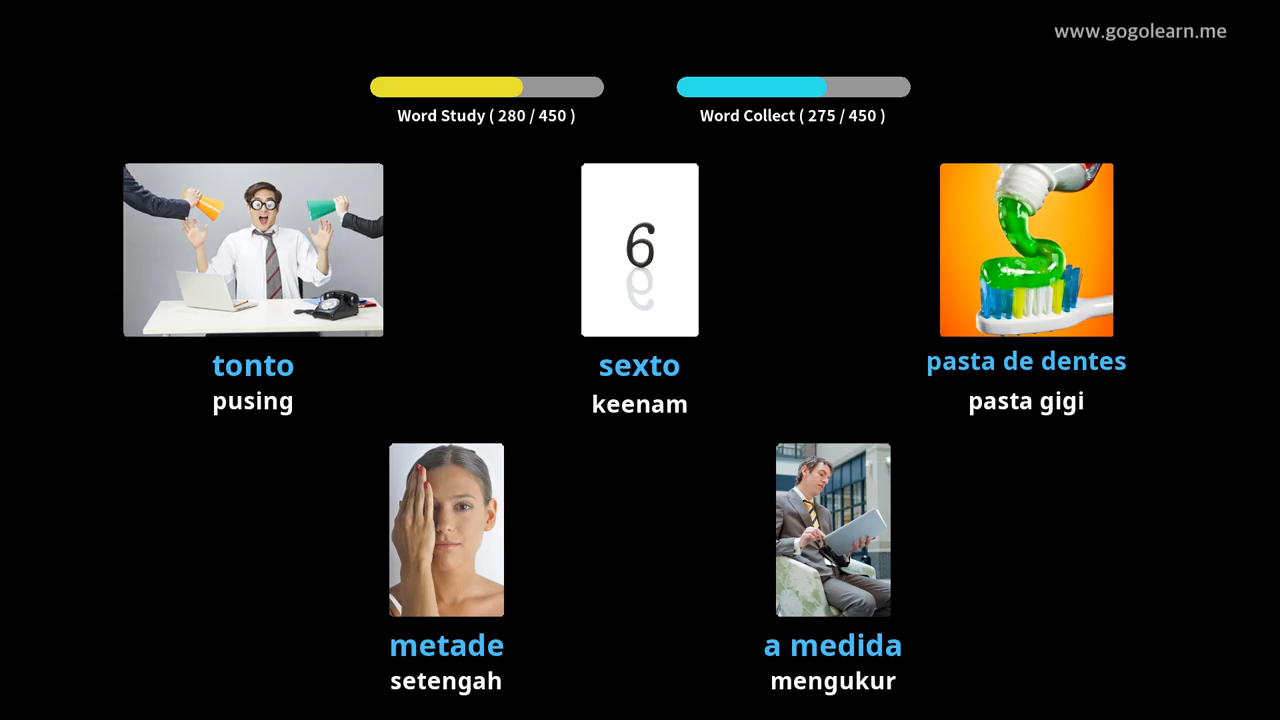 www.gogolearn.me
Word Study ( 280 / 450 )
Word Collect ( 275 / 450 )
6
tonto
pusing
sexto
keenam
pasta de dentes
pasta gigi
metade
setengah
a medida
mengukur